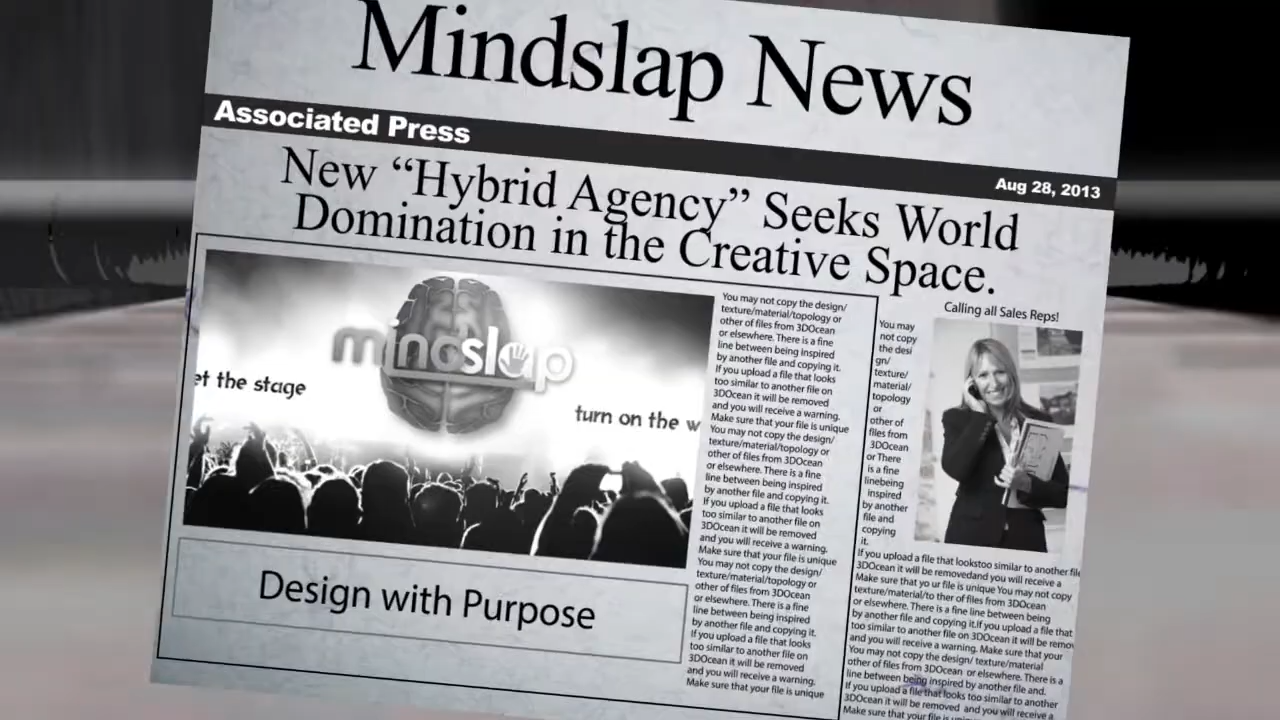 Mindslap News
Associated Press
Aug 28, 2013
New “Hybrid Agency” Seeks World
Domination in the Creative Space.
mindslap
et the stage
turn on the w
Design with Purpose
You may not copy the design/
texture/material/topology or
other of files from 3DOcean
or elsewhere. There is a fine
line between being inspired
by another file and copying it.
If you upload a file that looks
too similar to another file on
3DOcean it will be removed
and you will receive a warning.
Make sure that your file is unique
You may not copy the design/
texture/material/topology or
other of files from 3DOcean
or elsewhere. There is a fine
line between being inspired
by another file and copying it.
If you upload a file that looks
too similar to another file on
3DOcean it will be removed
and you will receive a warning.
Make sure that your file is unique
You may not copy the design/
texture/material/topology or
other of files from 3DOcean
or elsewhere. There is a fine
line between being inspired
by another file and copying it.
If you upload a file that looks
too similar to another file on
3DOcean it will be removed
and you will receive a warning.
Make sure that your file is unique
Calling all Sales Reps!
You may
not copy
the desi
gn/
texture/
material/
topology
or
other of
files from
3DOcean
or There
is a fine
linebeing
inspired
by another
file and
copying
it.
If you upload a file that lookstoo similar to another file
3DOcean it will be removedand you will receive a
Make sure that yo ur file is unique You may not copy
texture/material/to ther of files from 3DOcean
or elsewhere. There is a fine line between being
by another file and copying it.If you upload a file that
too similar to another file on 3DOcean it will be remov
and you will receive a warning. Make sure that your
You may not copy the design/ texture/material
other of files from 3DOcean or elsewhere. There is a
line between being inspired by another file and.
If you upload a file that looks too similar to another
3DOcean it will be removed and you will receive a
Make sure that your file is